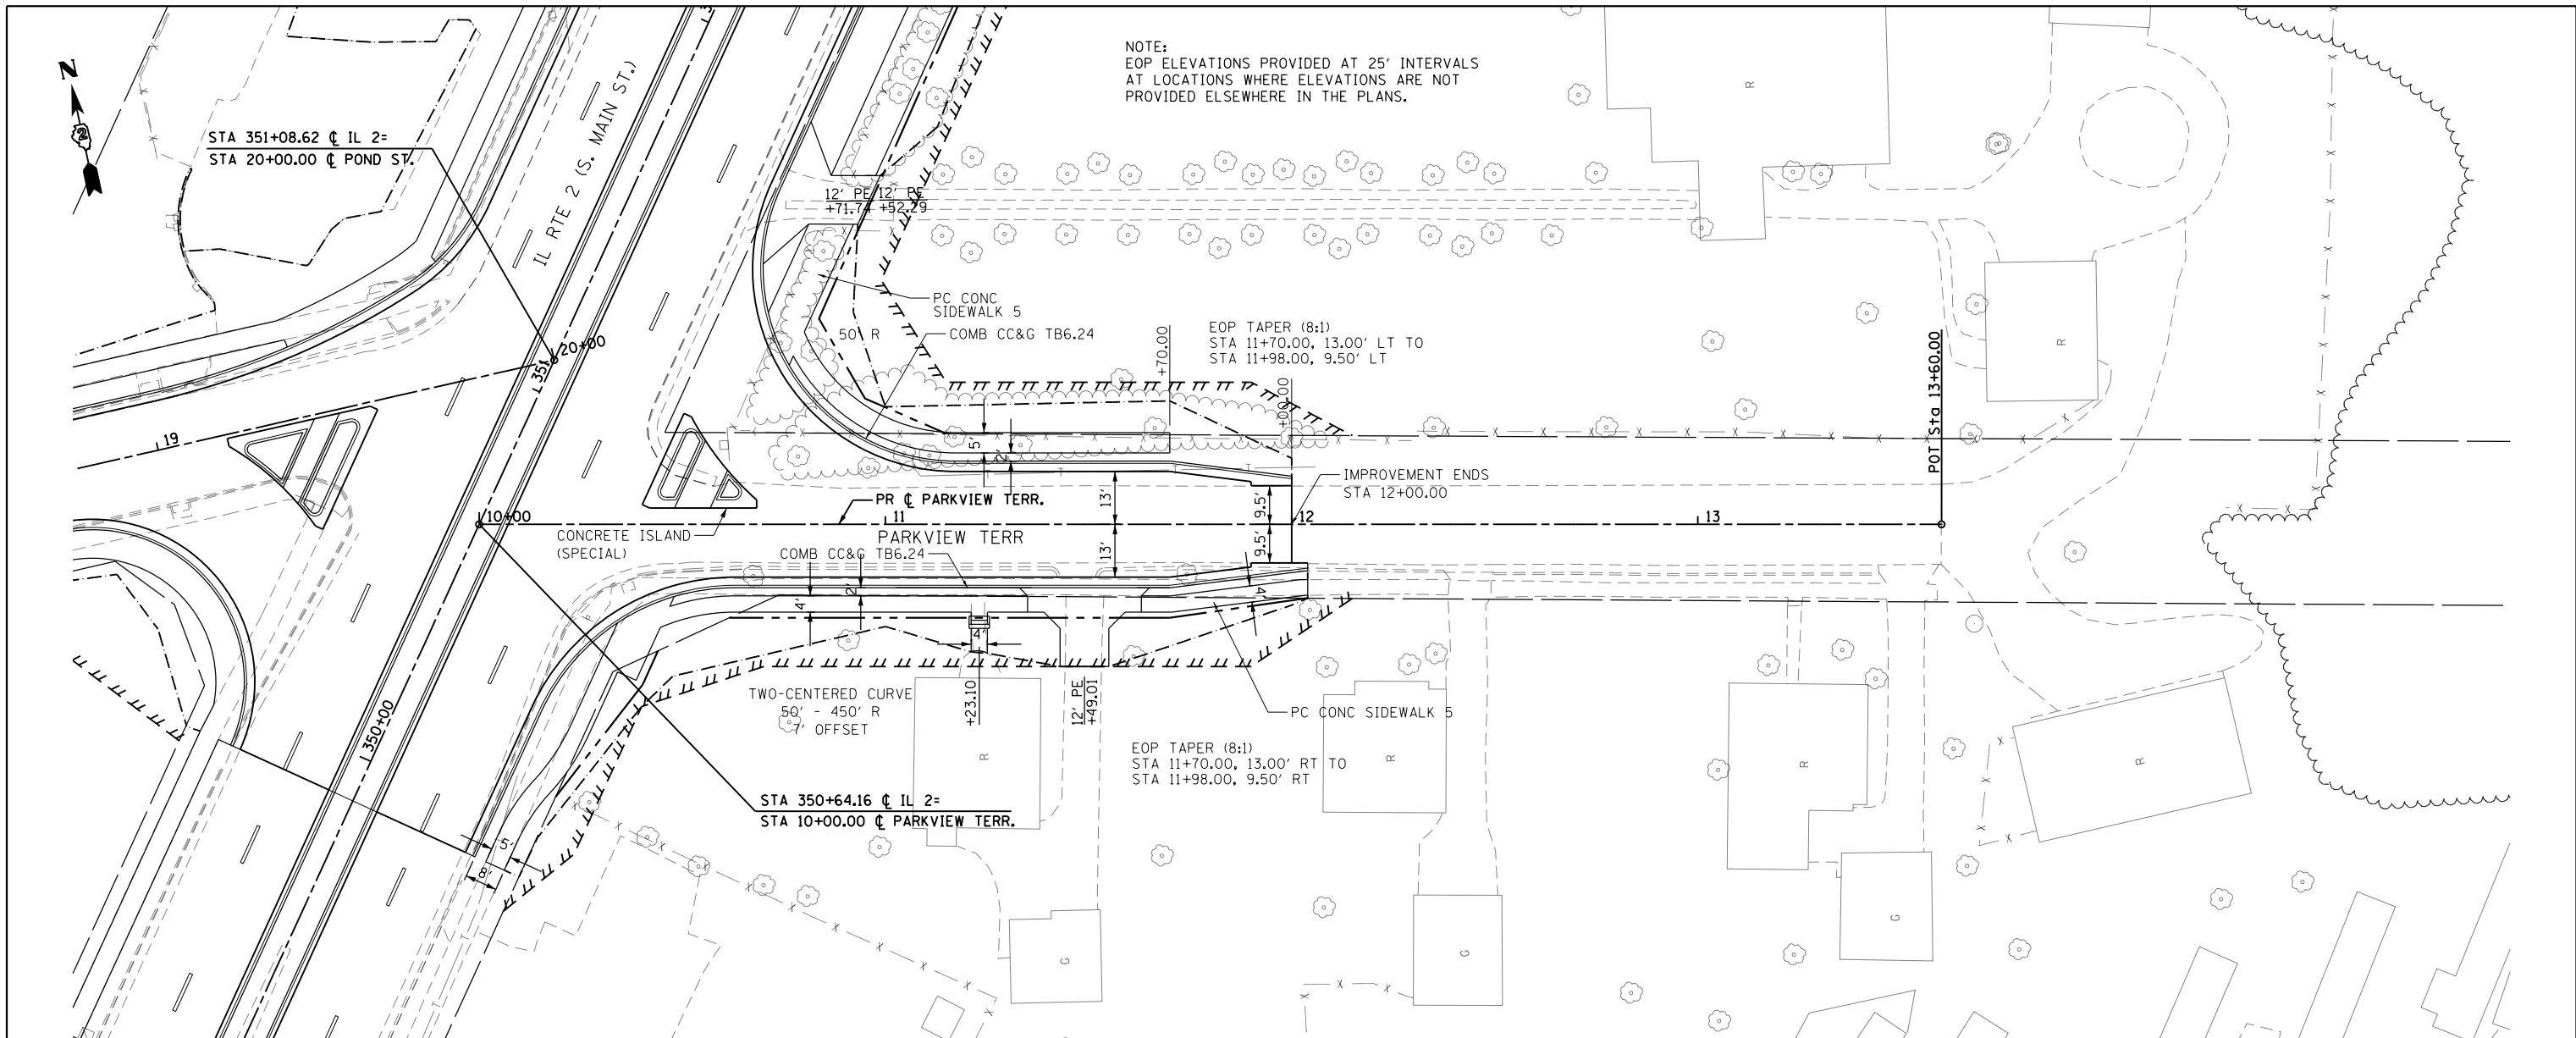 NOTE:
EOP ELEVATIONS PROVIDED AT 25' INTERVALS
AT LOCATIONS WHERE ELEVATIONS ARE NOT
PROVIDED ELSEWHERE IN THE PLANS.
N
2
STA 351+08.62 ℄ IL 2=
STA 20+00.00 ℄ POND ST.
IL RTE 2 (S. MAIN ST.)
12' PE 12' PE
+71.74 +52.29
PC CONC
SIDEWALK 5
50' R
COMB CC&G TB6.24
+70.00
EOP TAPER (8:1)
STA 11+70.00, 13.00' LT TO
STA 11+98.00, 9.50' LT
+00.00
POT Sta 13+60.00
20+00
351
19
5'
2'
IMPROVEMENT ENDS
STA 12+00.00
PR ℄ PARKVIEW TERR.
13'
9.5'
10+00
11
12
13
CONCRETE ISLAND
(SPECIAL)
PARKVIEW TERR
COMB CC&G TB6.24
13'
9.5'
4'
2'
4'
4'
+23.10
12' PE
+49.01
TWO-CENTERED CURVE
50' - 450' R
7' OFFSET
PC CONC SIDEWALK 5
350+00
EOP TAPER (8:1)
STA 11+70.00, 13.00' RT TO
STA 11+98.00, 9.50' RT
STA 350+64.16 ℄ IL 2=
STA 10+00.00 ℄ PARKVIEW TERR.
5'
8'
R
R
R
R
R
R
G
G
G